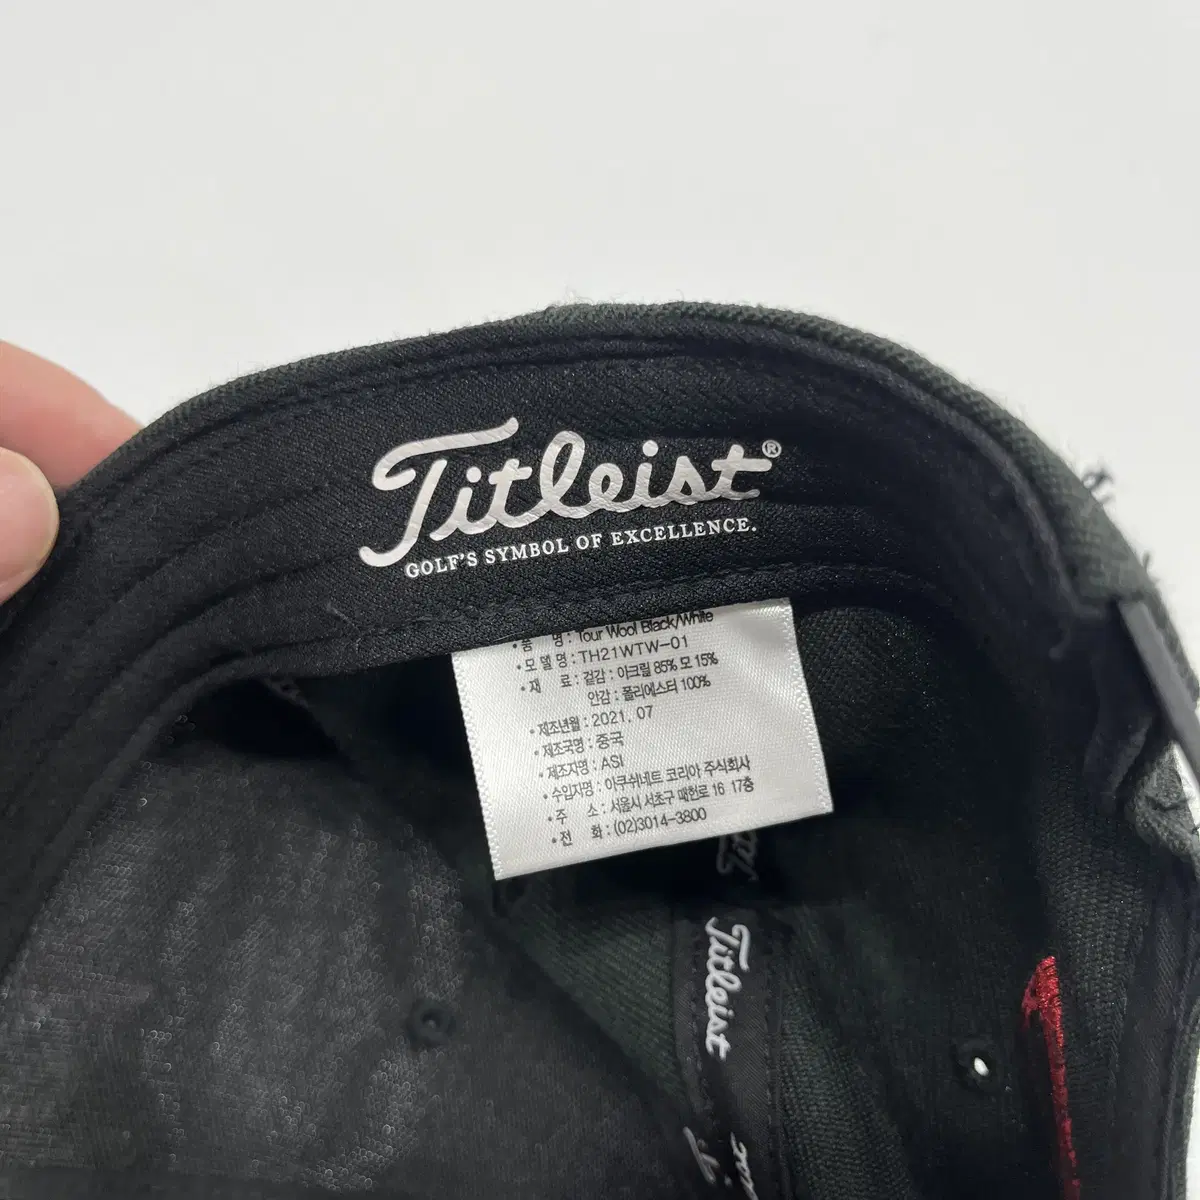 Titleist®
GOLF'S SYMBOL OF EXCELLENCE.
•품 명 : Tour Wool Black/White
•모 델 명 : TH21WTW-01
•재 료 : 겉감 : 아크릴 85% 모 15%
안감 : 폴리에스터 100%
•제조년월 : 2021. 07
•제조국명 : 중국
•제조자명 : ASI
•수입자명 : 아쿠쉬네트 코리아 주식회사
•주 소 : 서울시 서초구 매헌로 16 17층
•전 화 : (02)3014-3800
Titleist